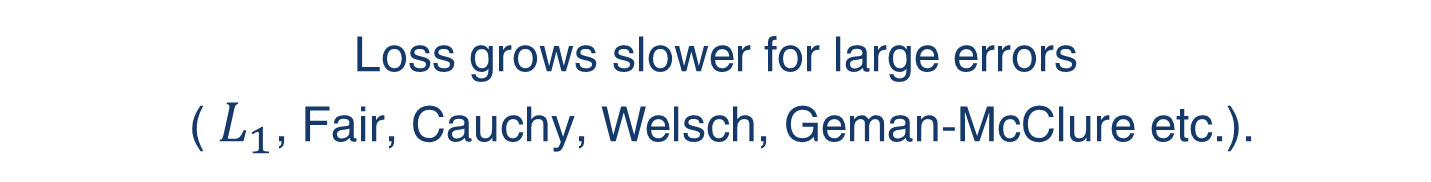 Loss grows slower for large errors
( L₁, Fair, Cauchy, Welsch, Geman-McClure etc.).